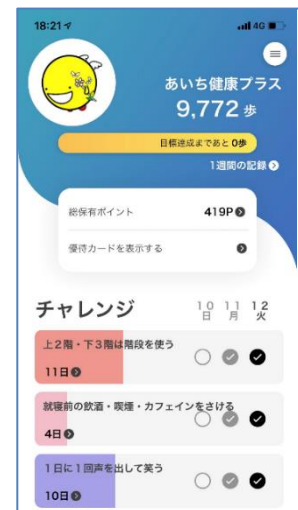 18:21 4G
あいち健康プラス
9,772 歩
目標達成まであと 0歩
1週間の記録
総保有ポイント 419P
優待カードを表示する
チャレンジ 10 11 12
日 月 火
上2階・下3階は階段を使う
11日
就寝前の飲酒・喫煙・カフェインをさける
4日
1日に1回声を出して笑う
10日